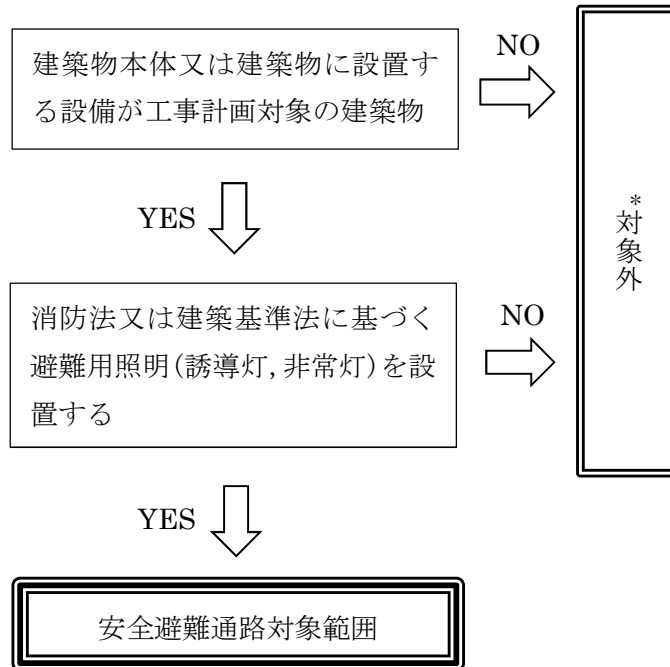 建築物本体又は建築物に設置す
る設備が工事計画対象の建築物
NO
YES
*対象外
消防法又は建築基準法に基づく
避難用照明(誘導灯,非常灯)を設
置する
NO
YES
安全避難通路対象範囲